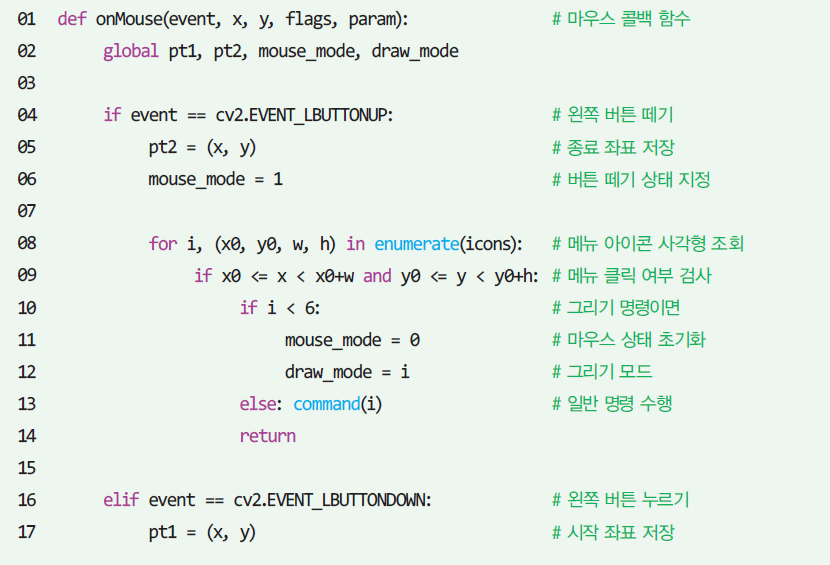 01 def onMouse(event, x, y, flags, param): # 마우스 콜백 함수
02 global pt1, pt2, mouse_mode, draw_mode
03
04 if event == cv2.EVENT_LBUTTONUP: # 왼쪽 버튼 떼기
05 pt2 = (x, y) # 종료 좌표 저장
06 mouse_mode = 1 # 버튼 떼기 상태 지정
07
08 for i, (x0, y0, w, h) in enumerate(icons): # 메뉴 아이콘 사각형 조회
09 if x0 <= x < x0+w and y0 <= y < y0+h: # 메뉴 클릭 여부 검사
10 if i < 6: # 그리기 명령이면
11 mouse_mode = 0 # 마우스 상태 초기화
12 draw_mode = i # 그리기 모드
13 else: command(i) # 일반 명령 수행
14 return
15
16 elif event == cv2.EVENT_LBUTTONDOWN: # 왼쪽 버튼 누르기
17 pt1 = (x, y) # 시작 좌표 저장